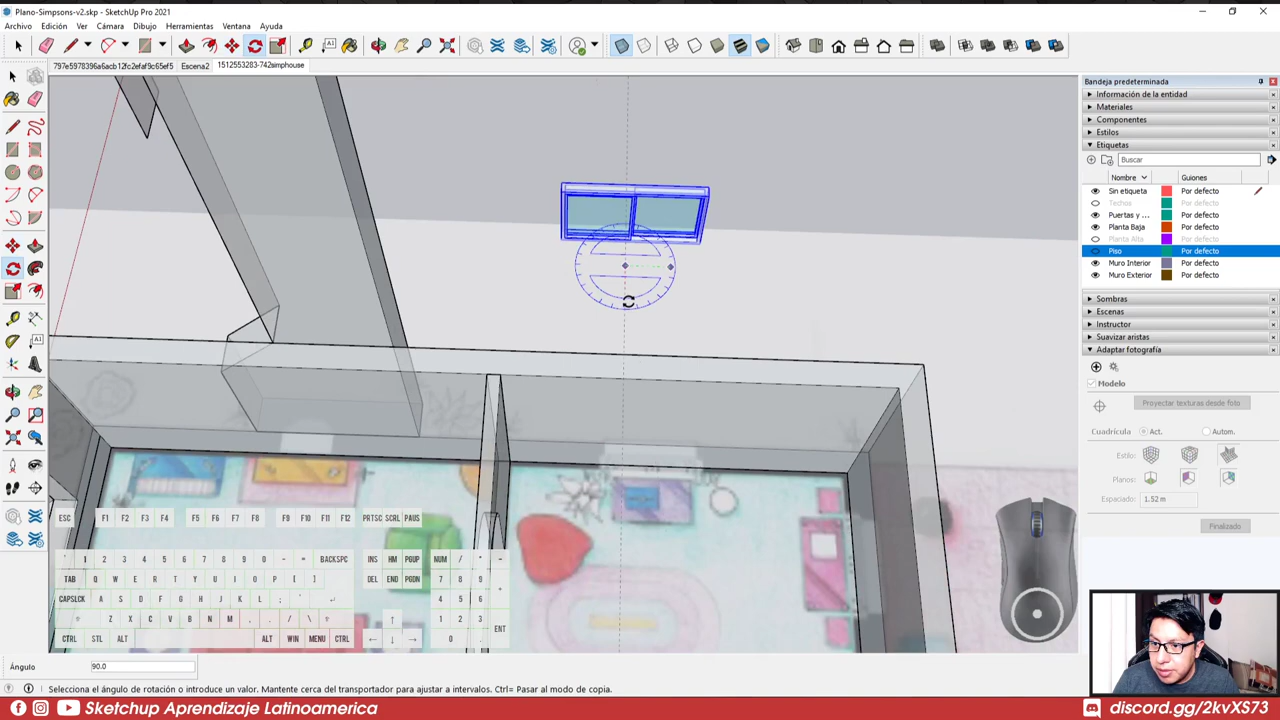 Plano-Simpsons-v2.skp - SketchUp Pro 2021
Archivo Edición Ver Cámara Dibujo Herramientas Ventana Ayuda
797e5978396a6acb12fc2efaf9c65ef5 Escena2 1512553283-742simphouse
Bandeja predeterminada
Información de la entidad
Materiales
Componentes
Estilos
Etiquetas
Buscar
Nombre Guiones
Sin etiqueta Por defecto
Techos Por defecto
Puertas y ... Por defecto
Planta Baja Por defecto
Planta Alta Por defecto
Piso Por defecto
Muro Interior Por defecto
Muro Exterior Por defecto
Sombras
Escenas
Instructor
Suavizar aristas
Adaptar fotografía
Modelo
Proyectar texturas desde foto
Cuadrícula Act. Autom.
Estilo:
Planos:
Espaciado: 1.52 m
Finalizado
ESC F1 F2 F3 F4 F5 F6 F7 F8 F9 F10 F11 F12 PRTSC SCRL PAUS
` 1 2 3 4 5 6 7 8 9 0 - = BACKSPC INS HM PGUP NUM / * -
TAB Q W E R T Y U I O P [ ] DEL END PGDN 7 8 9 +
CAPSLCK A S D F G H J K L ; ' 4 5 6
Z X C V B N M , . / \ 1 2 3
CTRL STL ALT ALT WIN MENU CTRL 0 ENT
Ángulo 90.0
Selecciona el ángulo de rotación o introduce un valor. Mantente cerca del transportador para ajustar a intervalos. Ctrl= Pasar al modo de copia.
Sketchup Aprendizaje Latinoamerica
discord.gg/2kvXS73